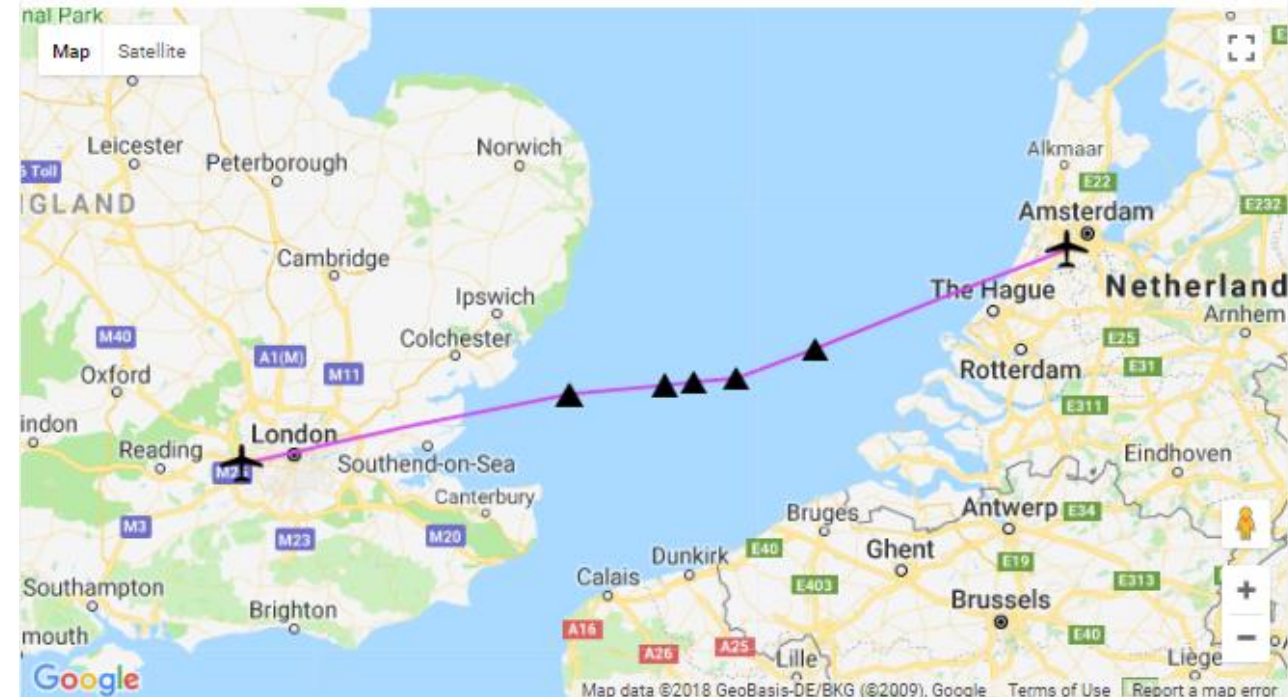 nal Park
Map Satellite
Leicester
Peterborough
Norwich
Alkmaar
6 Toll
E22
IGLAND
Amsterdam
E232
Cambridge
Ipswich
The Hague
Netherland
Arnhem
M40
Colchester
A1(M)
M11
E25
Oxford
Rotterdam
E31
E311
indon
London
Reading
M25
Southend-on-Sea
Eindhoven
Canterbury
M3
M23
M20
Bruges
Antwerp
E34
Dunkirk
E40
Ghent
E19
Southampton
Calais
E403
E313
Brighton
Brussels
mouth
A16
E40
A26
A25
Lille
Liège
Google
Map data ©2018 GeoBasis-DE/BKG (©2009), Google Terms of Use Report a map error